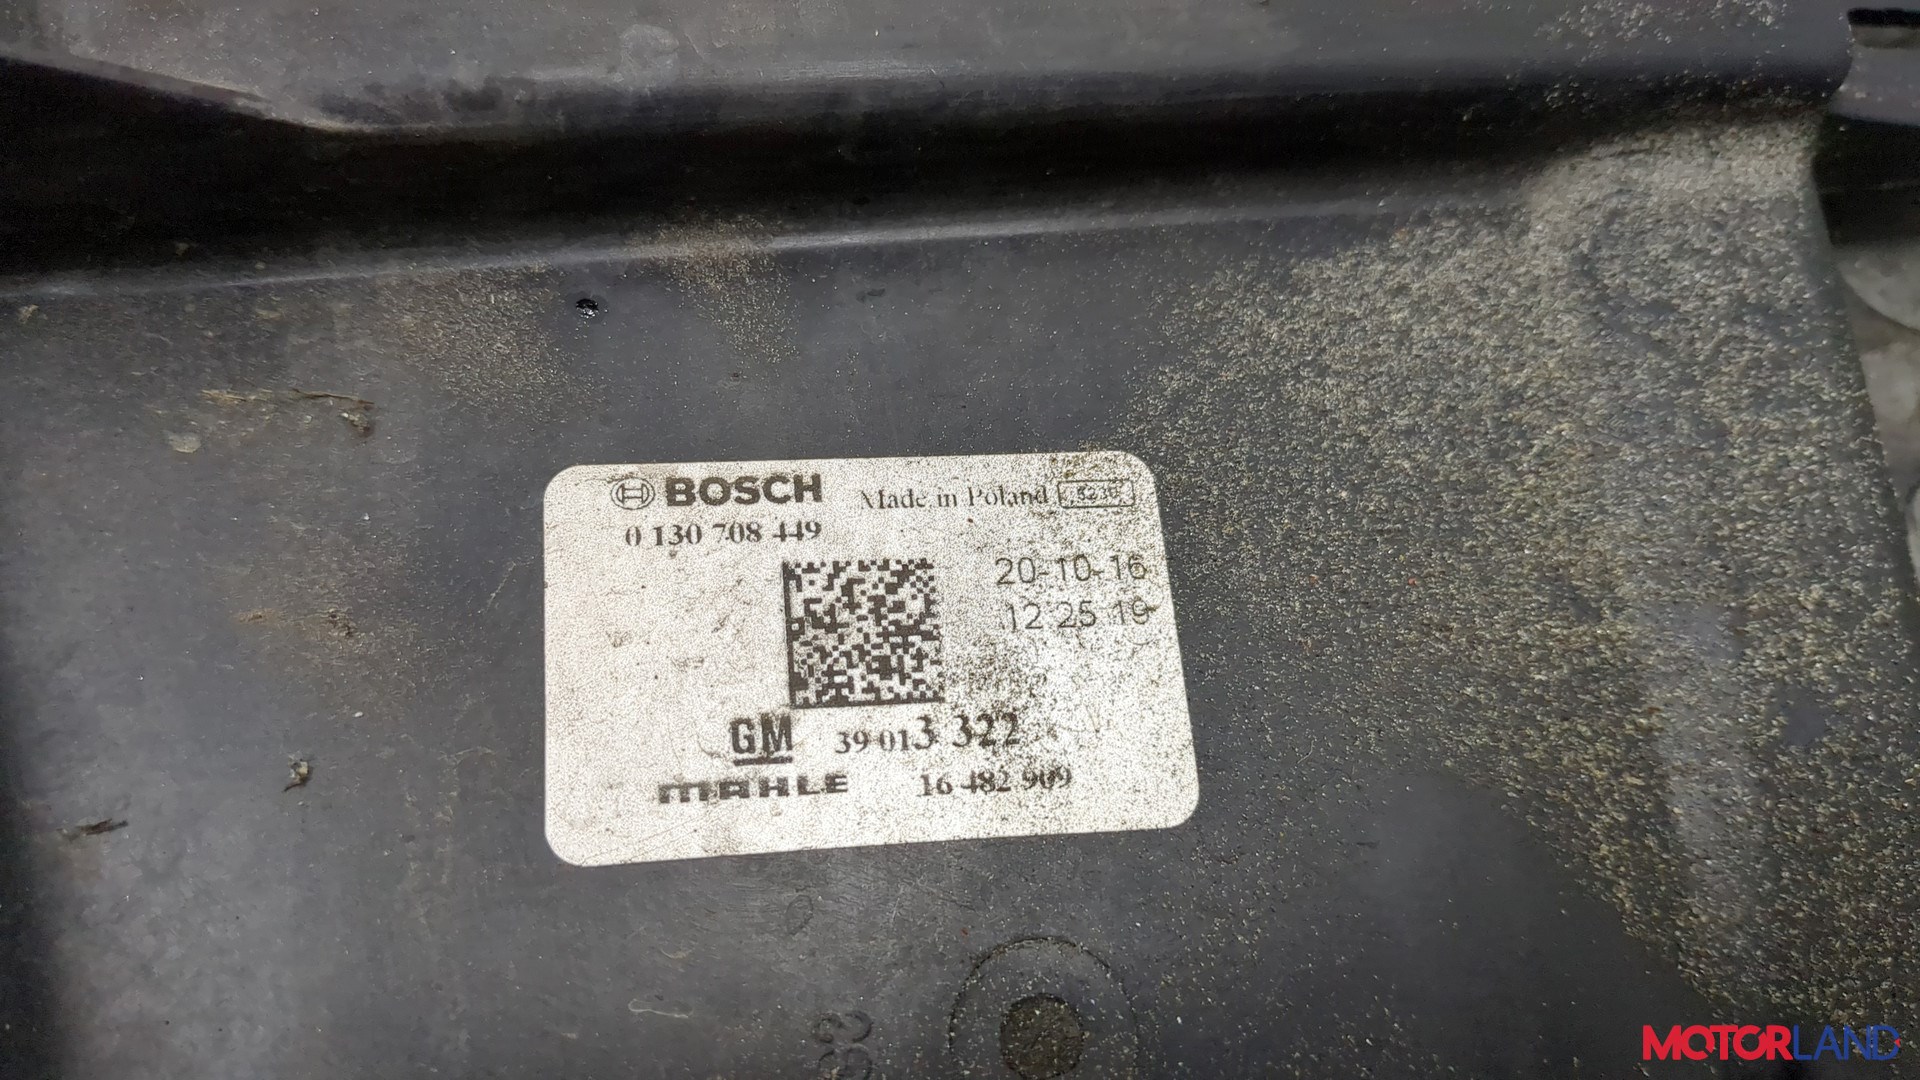 BOSCH Made in Poland
0 130 708 449
20-10-16
12 25 19
GM 39 013 322
MAHLE 16 482 909
MOTORLAND